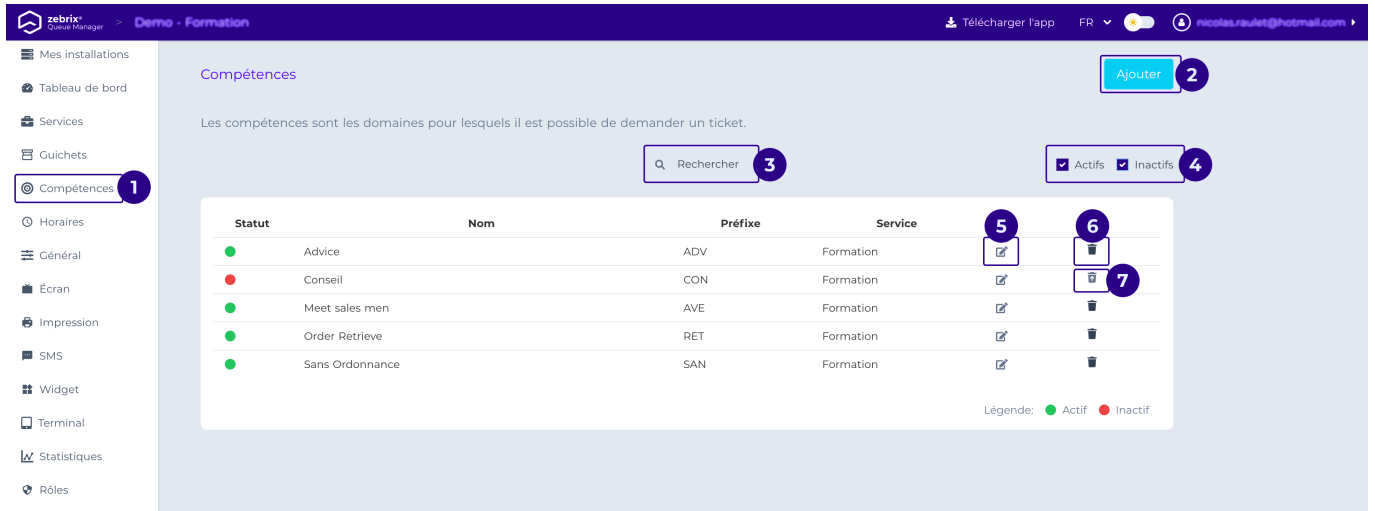 zebrix®
Queue Manager > Demo - Formation
Télécharger l'app FR nicolas.raulet@hotmail.com
Mes installations
Tableau de bord
Services
Guichets
Compétences 1
Horaires
Général
Écran
Impression
SMS
Widget
Terminal
Statistiques
Rôles
Compétences
Ajouter 2
Les compétences sont les domaines pour lesquels il est possible de demander un ticket.
Rechercher 3
Actifs Inactifs 4
Statut Nom Préfixe Service 5 6
Advice ADV Formation
Conseil CON Formation 7
Meet sales men AVE Formation
Order Retrieve RET Formation
Sans Ordonnance SAN Formation
Légende: Actif Inactif